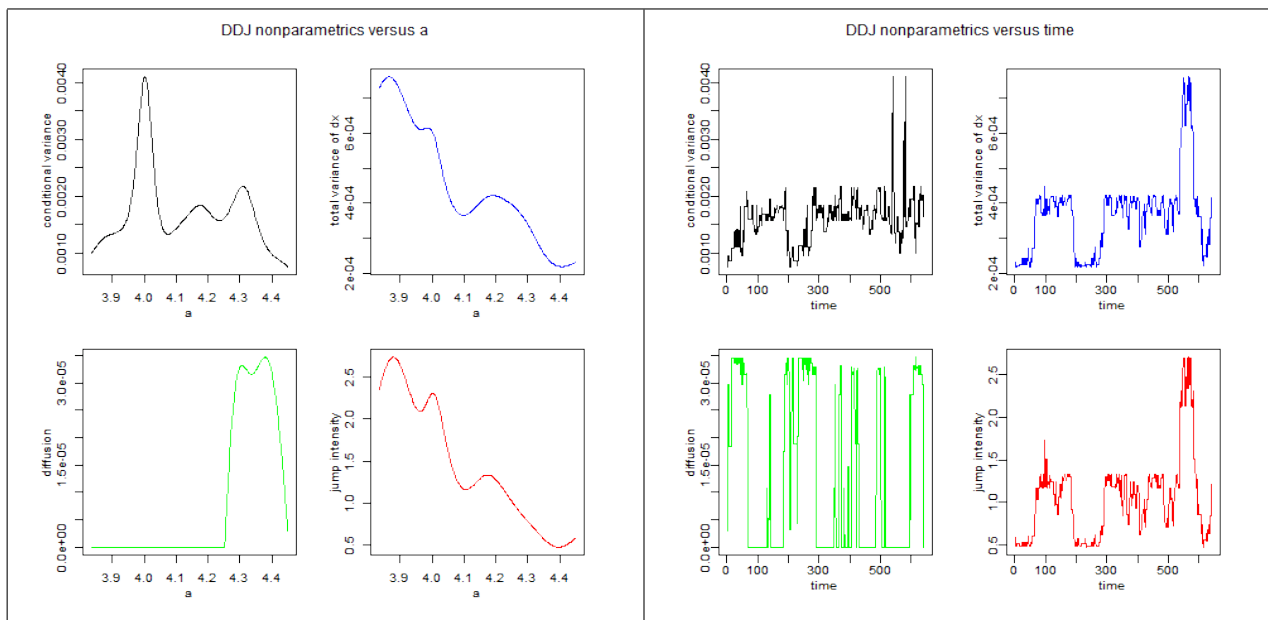 DDJ nonparametrics versus a
conditional variance
0.0010 0.0020 0.0030 0.0040
3.9 4.0 4.1 4.2 4.3 4.4
a
total variance of dx
2e-04 4e-04 6e-04
3.9 4.0 4.1 4.2 4.3 4.4
a
diffusion
0.0e+00 1.5e-05 3.0e-05
3.9 4.0 4.1 4.2 4.3 4.4
a
jump intensity
0.5 1.0 1.5 2.0 2.5
3.9 4.0 4.1 4.2 4.3 4.4
a
DDJ nonparametrics versus time
conditional variance
0.0010 0.0020 0.0030 0.0040
0 100 300 500
time
total variance of dx
2e-04 4e-04 6e-04
0 100 300 500
time
diffusion
0.0e+00 1.5e-05 3.0e-05
0 100 300 500
time
jump intensity
0.5 1.0 1.5 2.0 2.5
0 100 300 500
time